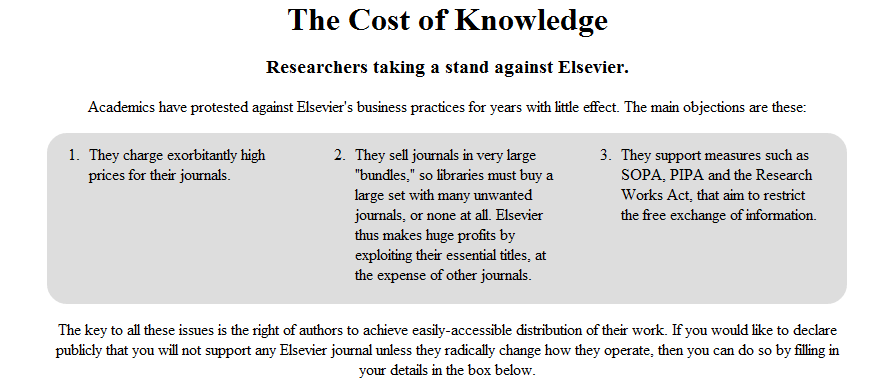 The Cost of Knowledge
Researchers taking a stand against Elsevier.
Academics have protested against Elsevier's business practices for years with little effect. The main objections are these:
1. They charge exorbitantly high
prices for their journals.
2. They sell journals in very large
"bundles," so libraries must buy a
large set with many unwanted
journals, or none at all. Elsevier
thus makes huge profits by
exploiting their essential titles, at
the expense of other journals.
3. They support measures such as
SOPA, PIPA and the Research
Works Act, that aim to restrict
the free exchange of information.
The key to all these issues is the right of authors to achieve easily-accessible distribution of their work. If you would like to declare
publicly that you will not support any Elsevier journal unless they radically change how they operate, then you can do so by filling in
your details in the box below.